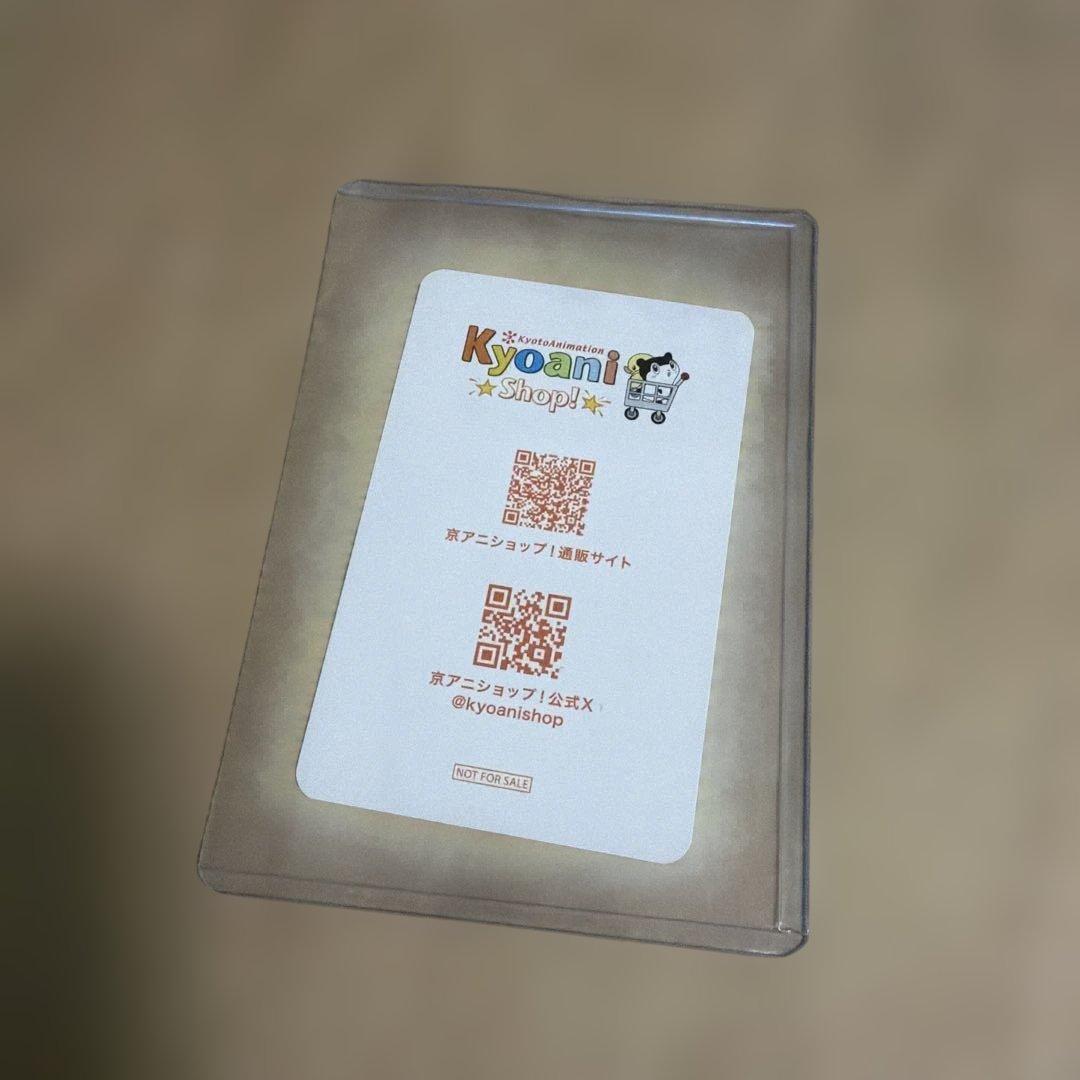 KyotoAnimation
Kyoani
Shop!
京アニショップ!通販サイト
京アニショップ!公式X
@kyoanishop
NOT FOR SALE